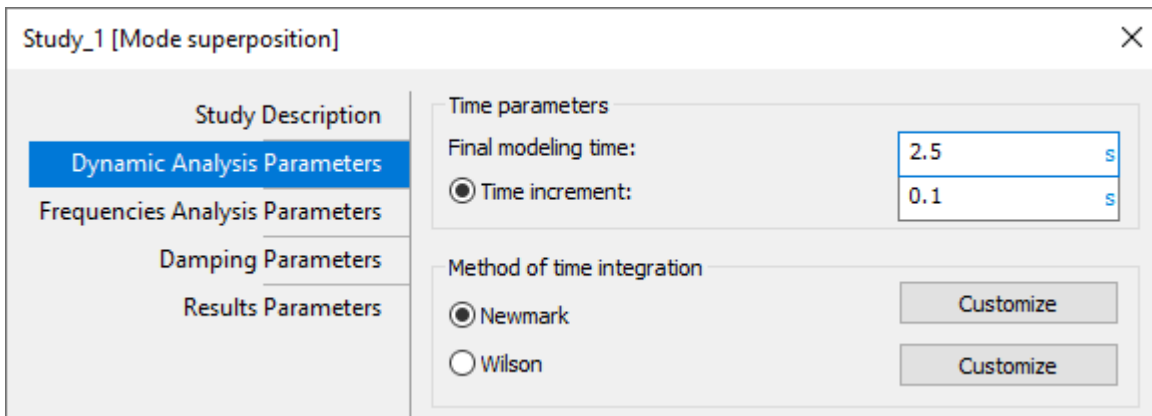 Study_1 [Mode superposition]
Study Description
Dynamic Analysis Parameters
Frequencies Analysis Parameters
Damping Parameters
Results Parameters
Time parameters
Final modeling time: 2.5 s
Time increment: 0.1 s
Method of time integration
Newmark Customize
Wilson Customize